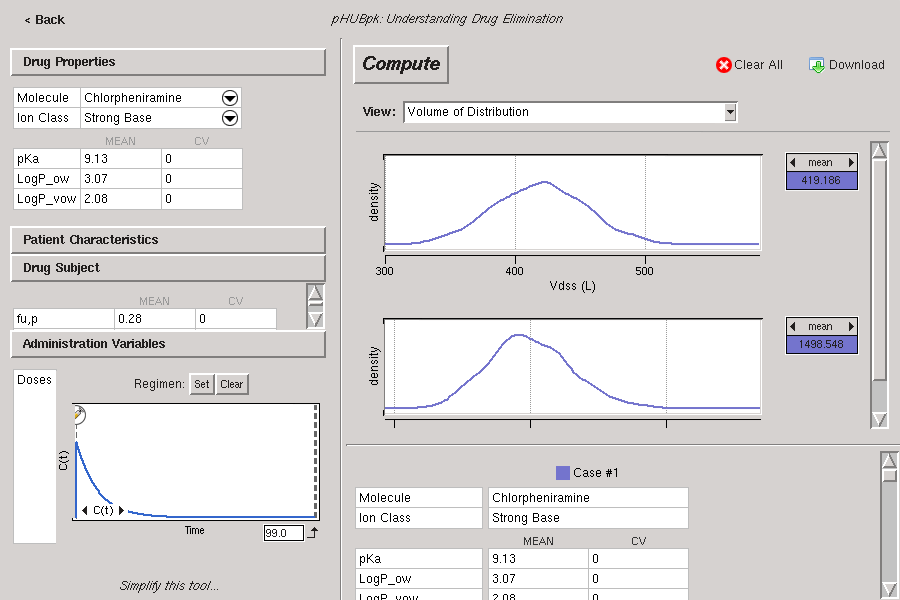 < Back
pHUBpk: Understanding Drug Elimination
Drug Properties
Molecule Chlorpheniramine
Ion Class Strong Base
MEAN CV
pKa 9.13 0
LogP_ow 3.07 0
LogP_vow 2.08 0
Patient Characteristics
Drug Subject
MEAN CV
fu,p 0.28 0
Administration Variables
Doses
Regimen: Set Clear
C(t)
C(t)
Time
99.0
Simplify this tool...
Compute
Clear All
Download
View: Volume of Distribution
density
300 400 500
Vdss (L)
mean
419.186
density
mean
1498.548
Case #1
Molecule Chlorpheniramine
Ion Class Strong Base
MEAN CV
pKa 9.13 0
LogP_ow 3.07 0
LogP_vow 2.08 0